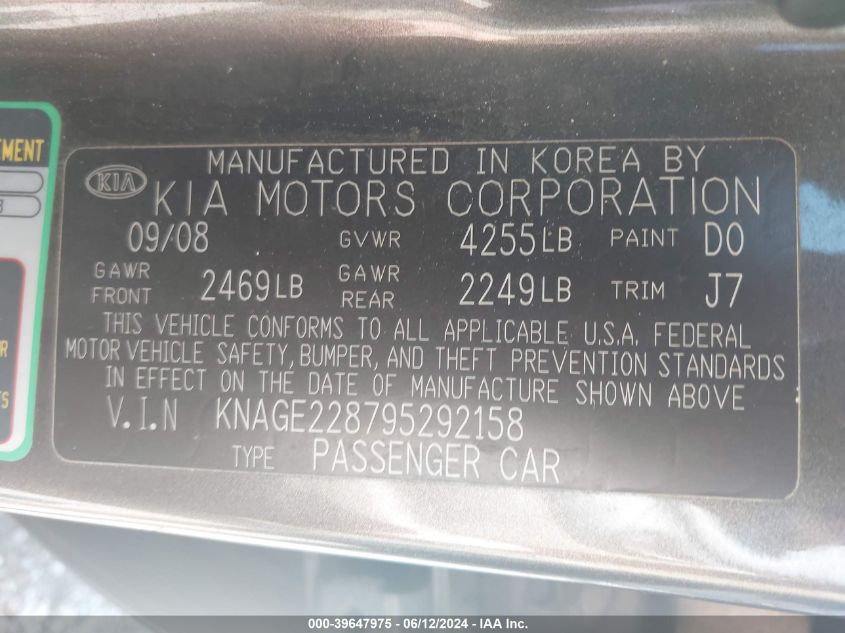 EMENT
MANUFACTURED IN KOREA BY
KIA KIA MOTORS CORPORATION
09/08 GVWR 4255LB PAINT D0
GAWR FRONT 2469LB GAWR REAR 2249LB TRIM J7
THIS VEHICLE CONFORMS TO ALL APPLICABLE U.S.A. FEDERAL
MOTOR VEHICLE SAFETY, BUMPER, AND THEFT PREVENTION STANDARDS
IN EFFECT ON THE DATE OF MANUFACTURE SHOWN ABOVE
V.I.N KNAGE228795292158
TYPE PASSENGER CAR
000-39647975 - 06/12/2024 - IAA Inc.